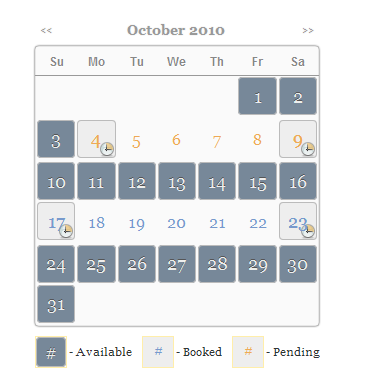 << October 2010 >>
Su Mo Tu We Th Fr Sa
1 2
3 4 5 6 7 8 9
10 11 12 13 14 15 16
17 18 19 20 21 22 23
24 25 26 27 28 29 30
31
# - Available # - Booked # - Pending